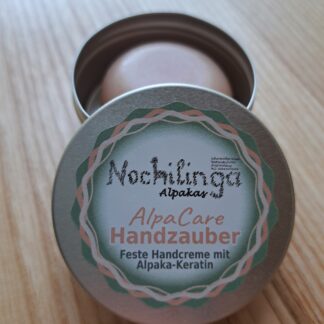 Nochilinga
Alpakas
AlpaCare
Handzauber
Feste Handcreme mit
Alpaka-Keratin